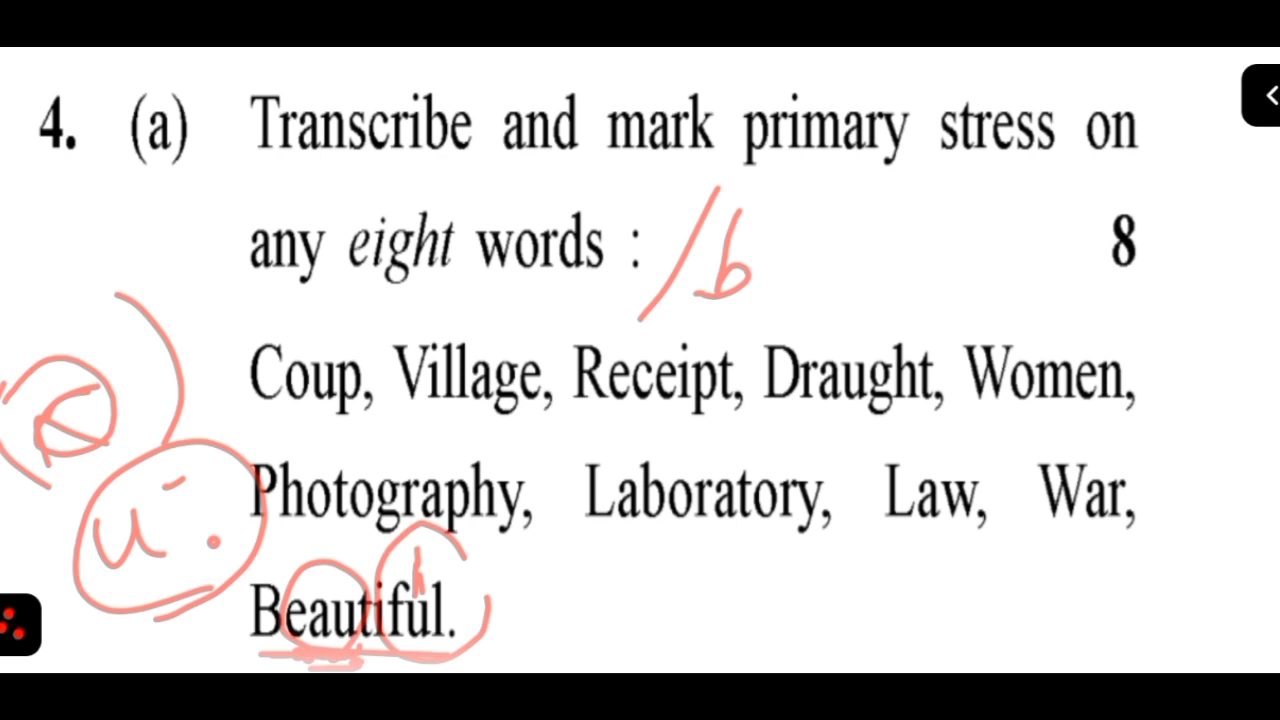 4. (a) Transcribe and mark primary stress on
any eight words : /b 8
Coup, Village, Receipt, Draught, Women,
u:
Photography, Laboratory, Law, War,
Beautiful.